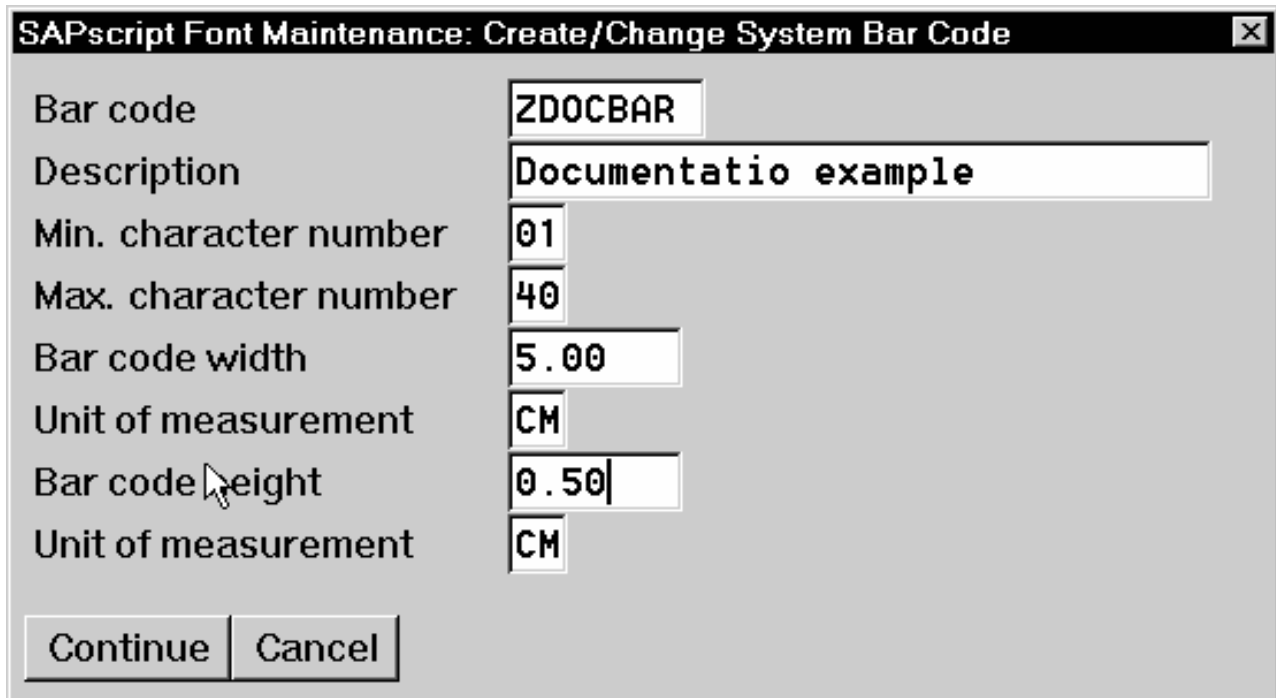 SAPscript Font Maintenance: Create/Change System Bar Code
Bar code ZDOCBAR
Description Documentatio example
Min. character number 01
Max. character number 40
Bar code width 5.00
Unit of measurement CM
Bar code height 0.50
Unit of measurement CM
Continue Cancel